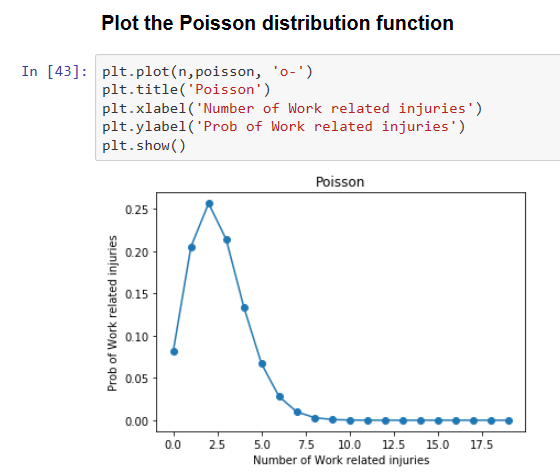 Plot the Poisson distribution function
In [43]: plt.plot(n,poisson, 'o-')
plt.title('Poisson')
plt.xlabel('Number of Work related injuries')
plt.ylabel('Prob of Work related injuries')
plt.show()
Poisson
Prob of Work related injuries
0.25
0.20
0.15
0.10
0.05
0.00
0.0 2.5 5.0 7.5 10.0 12.5 15.0 17.5
Number of Work related injuries